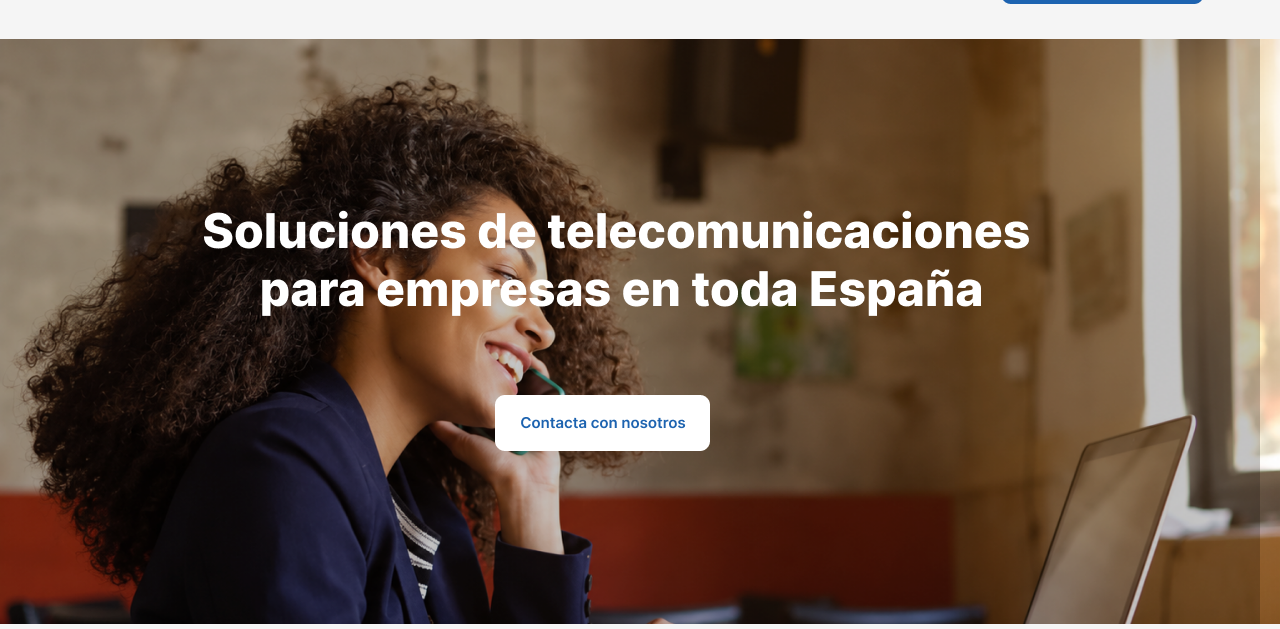 Soluciones de telecomunicaciones
para empresas en toda España
Contacta con nosotros